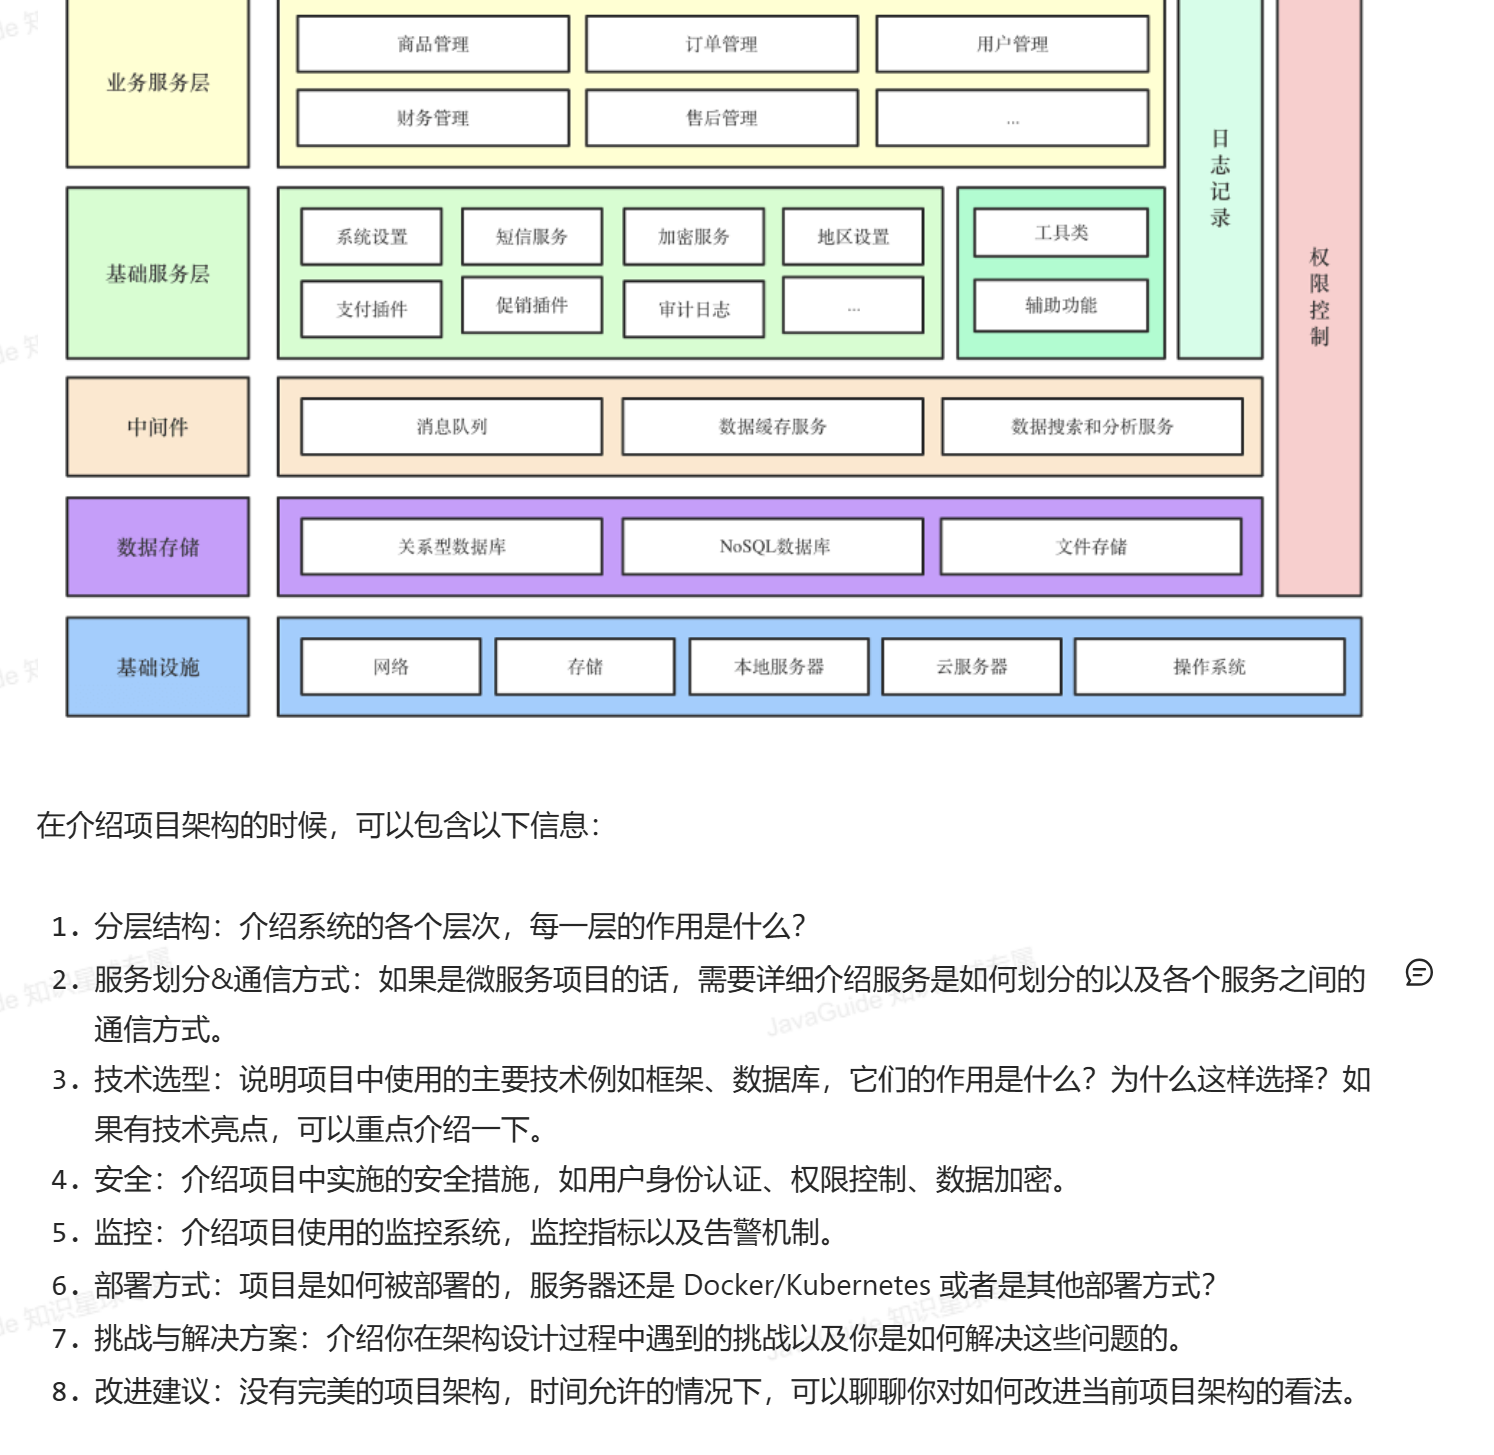 业务服务层
商品管理
订单管理
用户管理
财务管理
售后管理
...
日志记录
权限控制
基础服务层
系统设置
短信服务
加密服务
地区设置
支付插件
促销插件
审计日志
...
工具类
辅助功能
中间件
消息队列
数据缓存服务
数据搜索和分析服务
数据存储
关系型数据库
NoSQL数据库
文件存储
基础设施
网络
存储
本地服务器
云服务器
操作系统
在介绍项目架构的时候，可以包含以下信息：
1. 分层结构：介绍系统的各个层次，每一层的作用是什么？
2. 服务划分&通信方式：如果是微服务项目的话，需要详细介绍服务是如何划分的以及各个服务之间的
通信方式。
3. 技术选型：说明项目中使用的主要技术例如框架、数据库，它们的作用是什么？为什么这样选择？如
果有技术亮点，可以重点介绍一下。
4. 安全：介绍项目中实施的安全措施，如用户身份认证、权限控制、数据加密。
5. 监控：介绍项目使用的监控系统，监控指标以及告警机制。
6. 部署方式：项目是如何被部署的，服务器还是 Docker/Kubernetes 或者是其他部署方式？
7. 挑战与解决方案：介绍你在架构设计过程中遇到的挑战以及你是如何解决这些问题的。
8. 改进建议：没有完美的项目架构，时间允许的情况下，可以聊聊你对如何改进当前项目架构的看法。